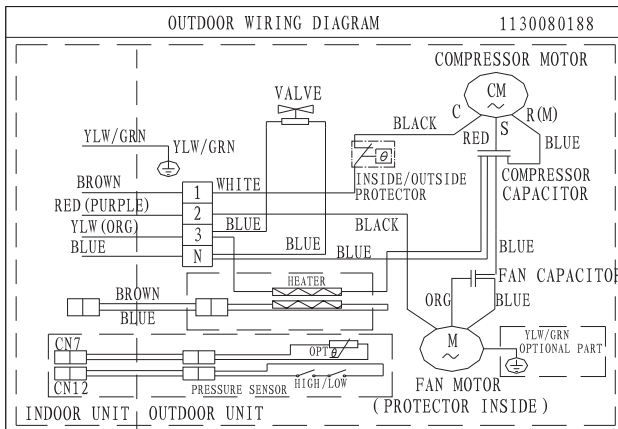 OUTDOOR WIRING DIAGRAM 1130080188
COMPRESSOR MOTOR
VALVE
CM
C
R(M)
S
BLACK
RED
BLUE
YLW/GRN
YLW/GRN
θ
INSIDE/OUTSIDE
PROTECTOR
COMPRESSOR
CAPACITOR
BROWN
1
WHITE
RED(PURPLE)
2
BLACK
YLW(ORG)
3
BLUE
BLUE
N
BLUE
BLUE
BLUE
HEATER
FAN CAPACITOR
BROWN
BLUE
ORG
BLUE
CN7
OPT
θ
M
YLW/GRN
OPTIONAL PART
CN12
PRESSURE SENSOR
HIGH/LOW
FAN MOTOR
(PROTECTOR INSIDE)
INDOOR UNIT
OUTDOOR UNIT